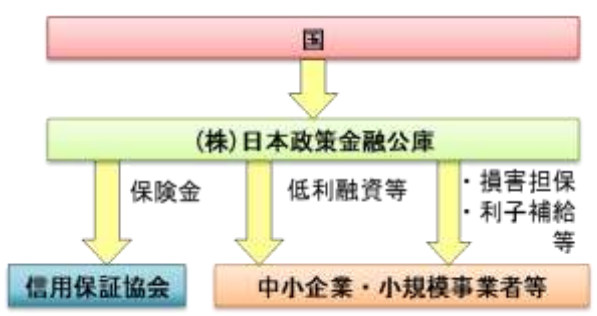 国
(株)日本政策金融公庫
保険金
低利融資等
・損害担保
・利子補給
等
信用保証協会
中小企業・小規模事業者等